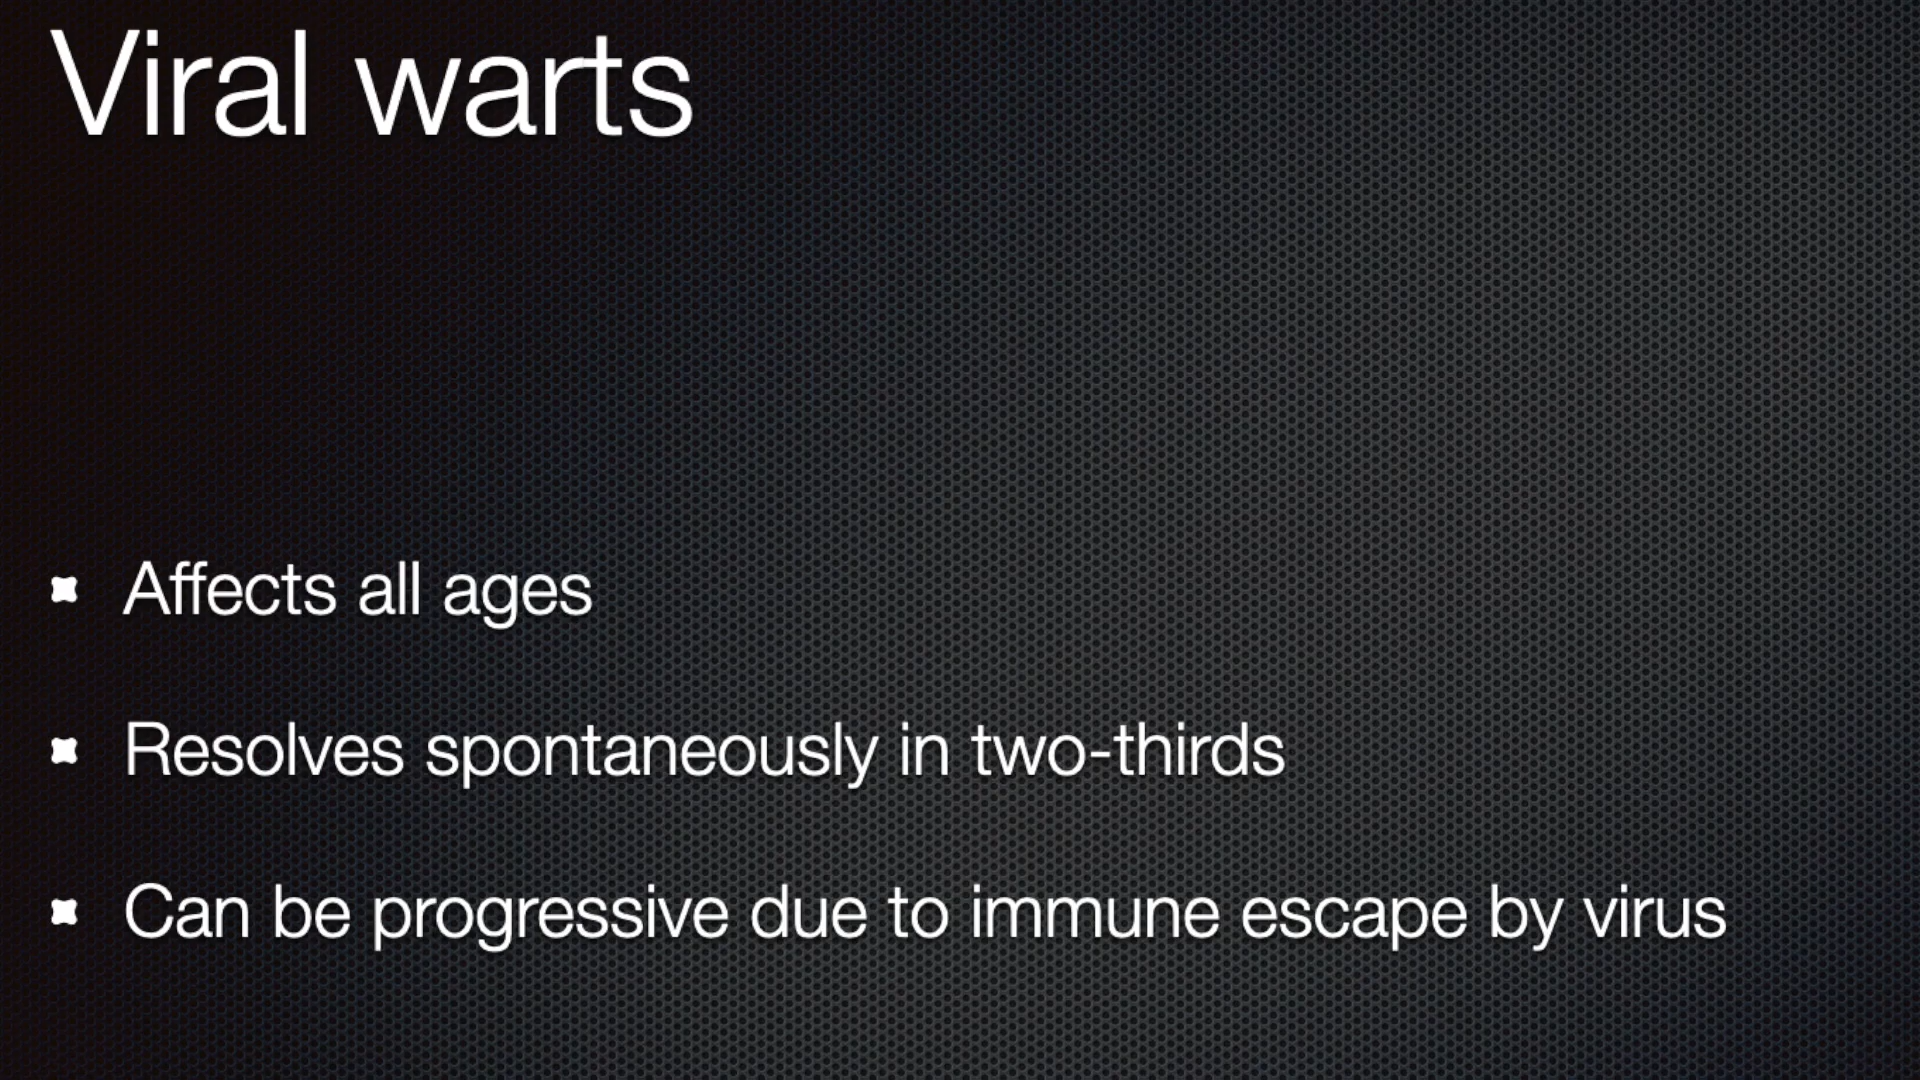 Viral warts
Affects all ages
Resolves spontaneously in two-thirds
Can be progressive due to immune escape by virus